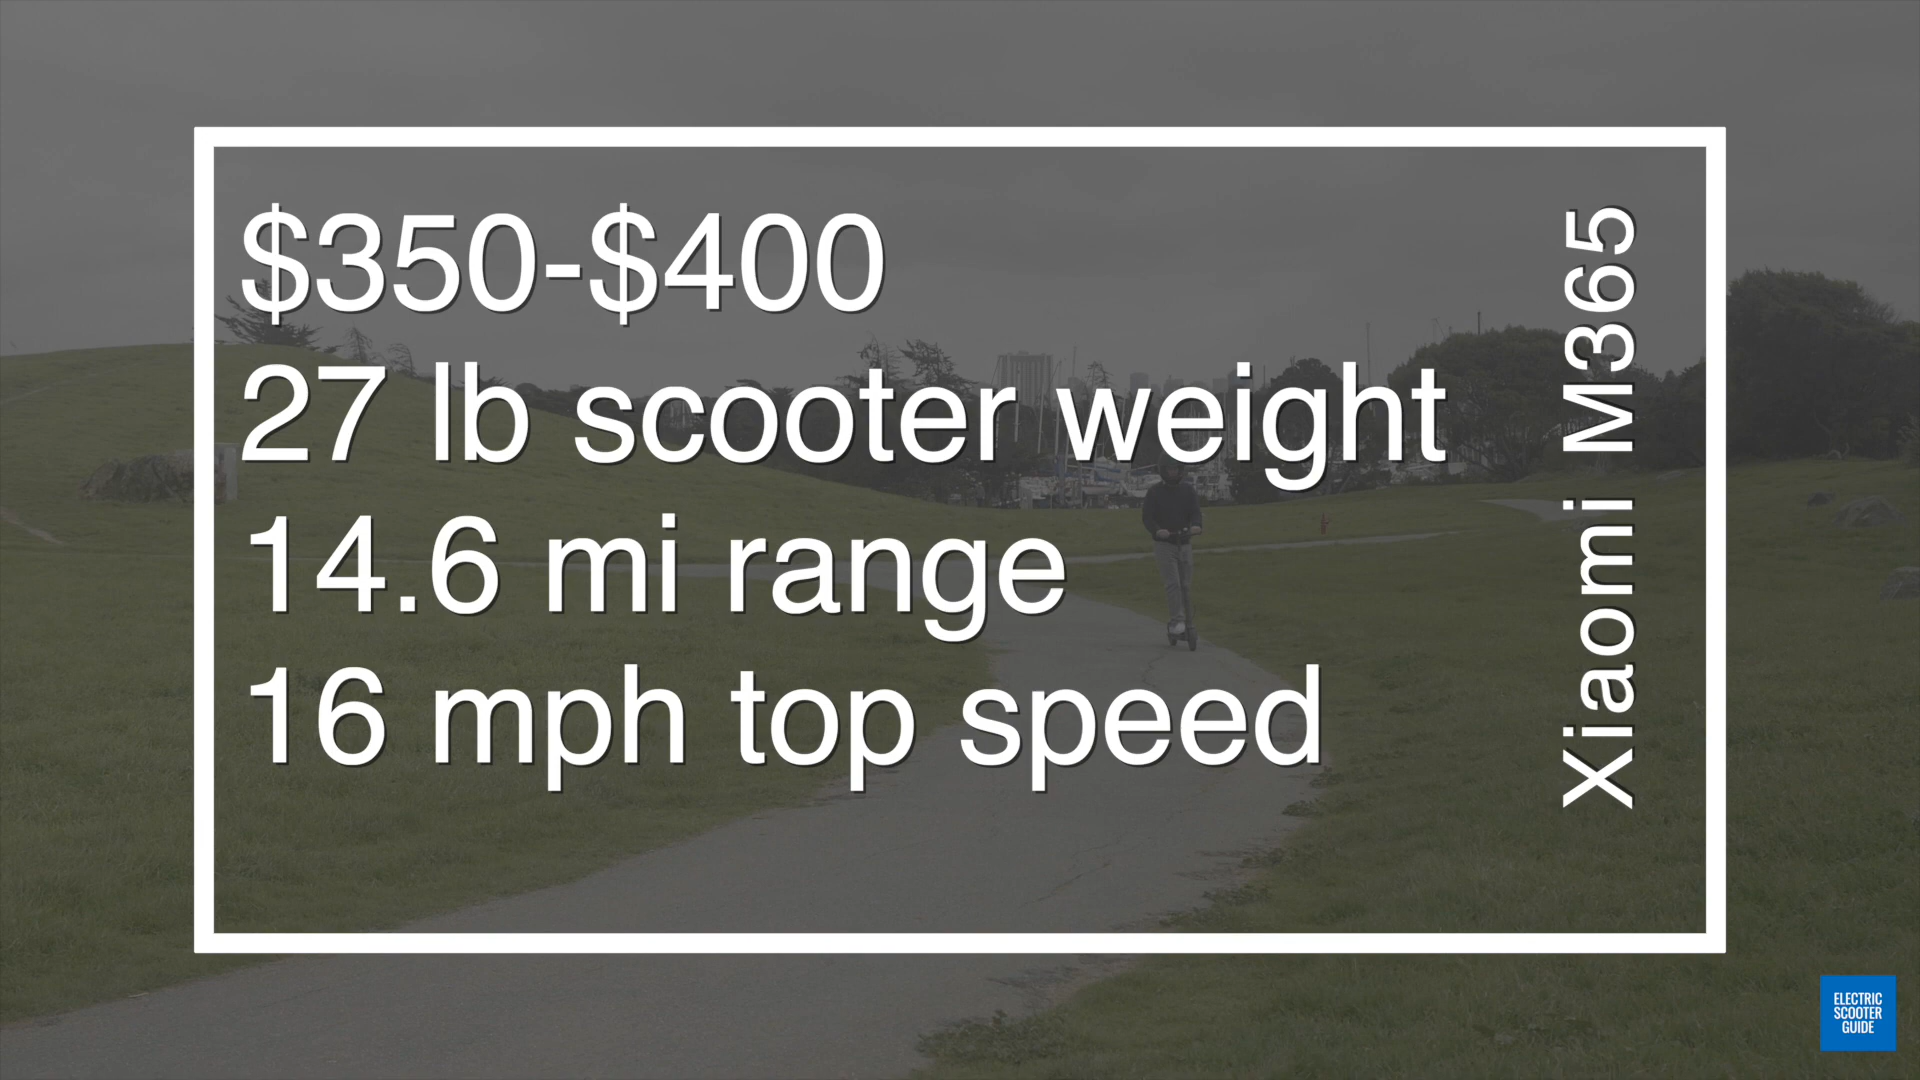 $350-$400
27 lb scooter weight
14.6 mi range
16 mph top speed
Xiaomi M365
ELECTRIC
SCOOTER
GUIDE